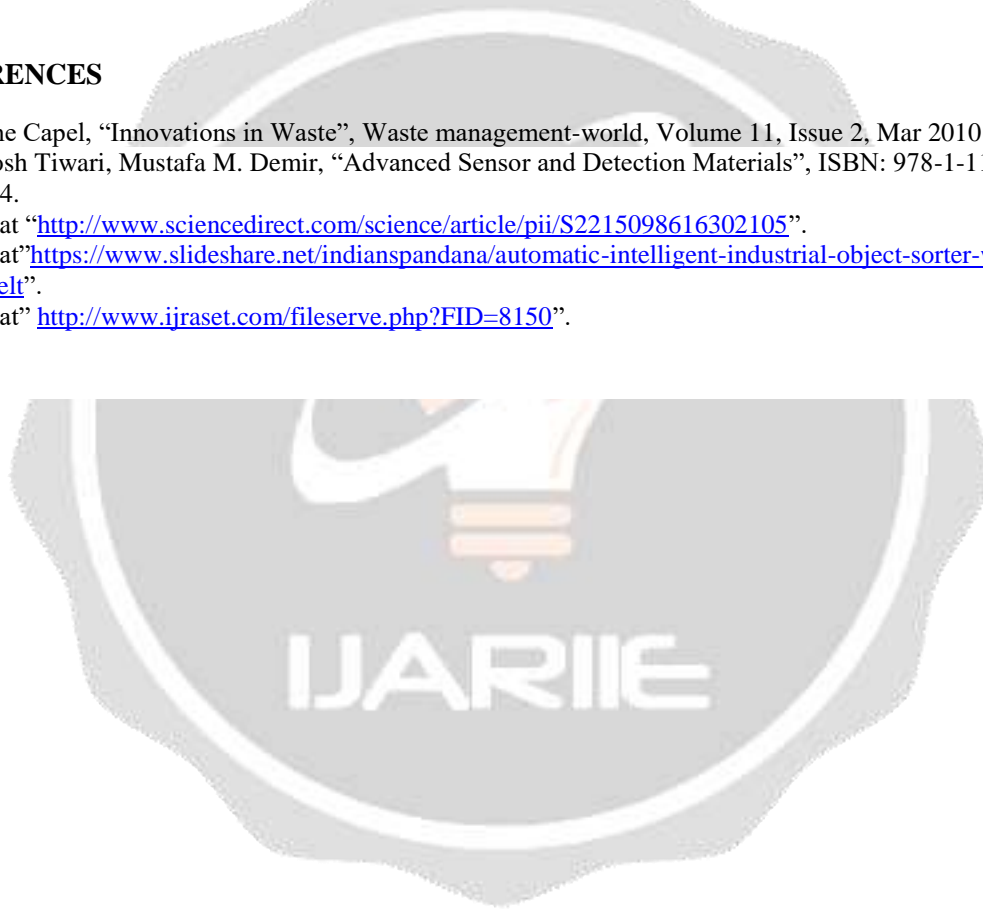 RENCES
ne Capel, “Innovations in Waste”, Waste management-world, Volume 11, Issue 2, Mar 2010
osh Tiwari, Mustafa M. Demir, “Advanced Sensor and Detection Materials”, ISBN: 978-1-11
4.
at “http://www.sciencedirect.com/science/article/pii/S2215098616302105”.
at”https://www.slideshare.net/indianspandana/automatic-intelligent-industrial-object-sorter-
elt”.
at” http://www.ijraset.com/fileserve.php?FID=8150”.
IJARIIE